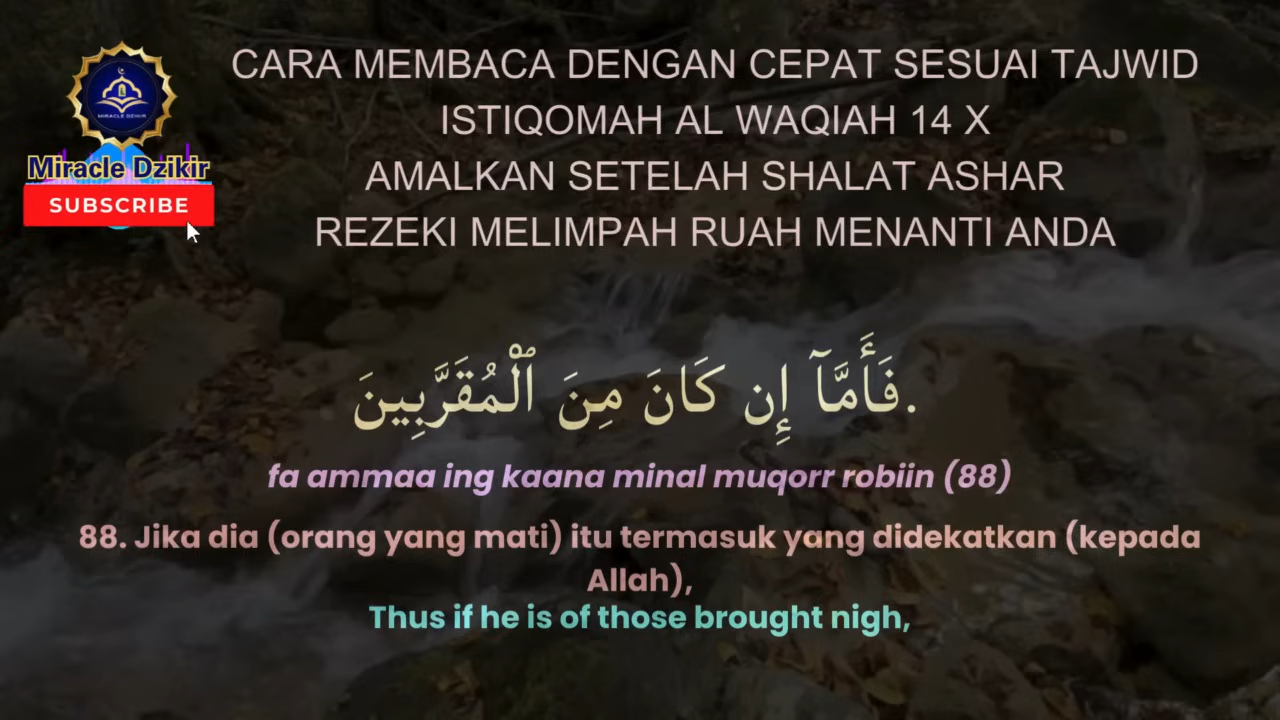 CARA MEMBACA DENGAN CEPAT SESUAI TAJWID
ISTIQOMAH AL WAQIAH 14 X
AMALKAN SETELAH SHALAT ASHAR
REZEKI MELIMPAH RUAH MENANTI ANDA
MIRACLE DZIKIR
Miracle Dzikir
SUBSCRIBE
.فَأَمَّآ إِن كَانَ مِنَ ٱلْمُقَرَّبِينَ
fa ammaa ing kaana minal muqorr robiin (88)
88. Jika dia (orang yang mati) itu termasuk yang didekatkan (kepada
Allah),
Thus if he is of those brought nigh,